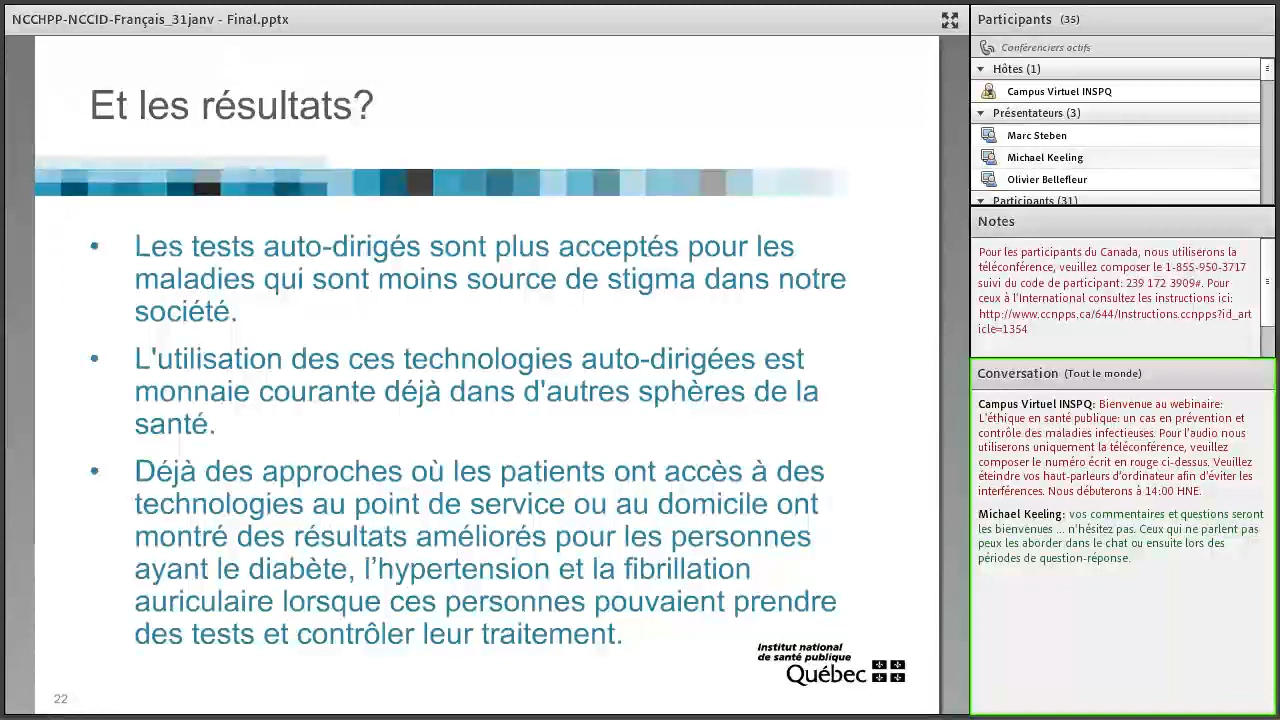 NCCHPP-NCCID-Français_31janv - Final.pptx
Et les résultats?
• Les tests auto-dirigés sont plus acceptés pour les
maladies qui sont moins source de stigma dans notre
société.
• L'utilisation des ces technologies auto-dirigées est
monnaie courante déjà dans d'autres sphères de la
santé.
• Déjà des approches où les patients ont accès à des
technologies au point de service ou au domicile ont
montré des résultats améliorés pour les personnes
ayant le diabète, l’hypertension et la fibrillation
auriculaire lorsque ces personnes pouvaient prendre
des tests et contrôler leur traitement.
Institut national
de santé publique
Québec
22
Participants (35)
Conférenciers actifs
Hôtes (1)
Campus Virtuel INSPQ
Présentateurs (3)
Marc Steben
Michael Keeling
Olivier Bellefleur
Participants (31)
Notes
Pour les participants du Canada, nous utiliserons la
téléconférence, veuillez composer le 1-855-950-3717
suivi du code de participant: 239 172 3909#. Pour
ceux à l'International consultez les instructions ici:
http://www.ccnpps.ca/644/Instructions.ccnpps?id_art
icle=1354
Conversation (Tout le monde)
Campus Virtuel INSPQ: Bienvenue au webinaire:
L'éthique en santé publique: un cas en prévention et
contrôle des maladies infectieuses. Pour l'audio nous
utiliserons uniquement la téléconférence, veuillez
composer le numéro écrit en rouge ci-dessus. Veuillez
éteindre vos haut-parleurs d'ordinateur afin d'éviter les
interférences. Nous débuterons à 14:00 HNE.
Michael Keeling: vos commentaires et questions seront
les bienvenues ... n'hésitez pas. Ceux qui ne parlent pas
peux les aborder dans le chat ou ensuite lors des
périodes de question-réponse.